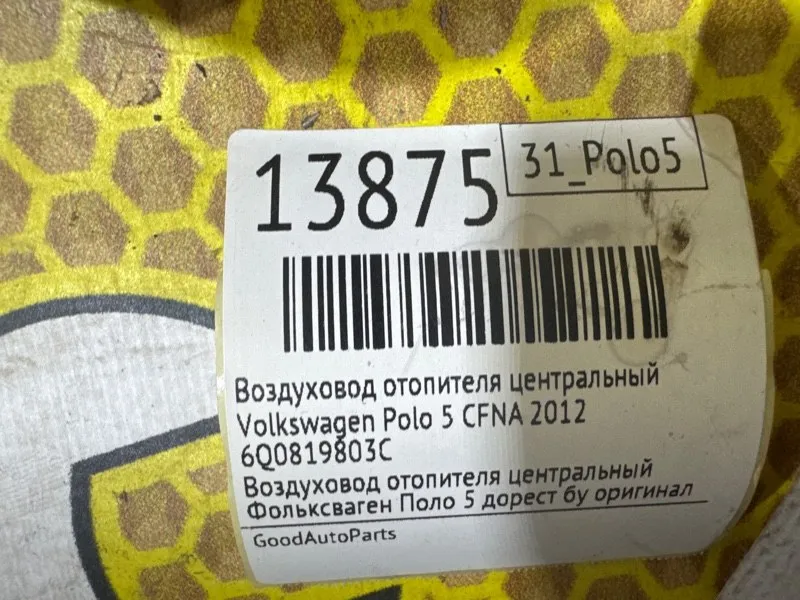 13875
31_Polo5
Воздуховод отопителя центральный
Volkswagen Polo 5 CFNA 2012
6Q0819803C
Воздуховод отопителя центральный
Фольксваген Поло 5 дорест бу оригинал
GoodAutoParts